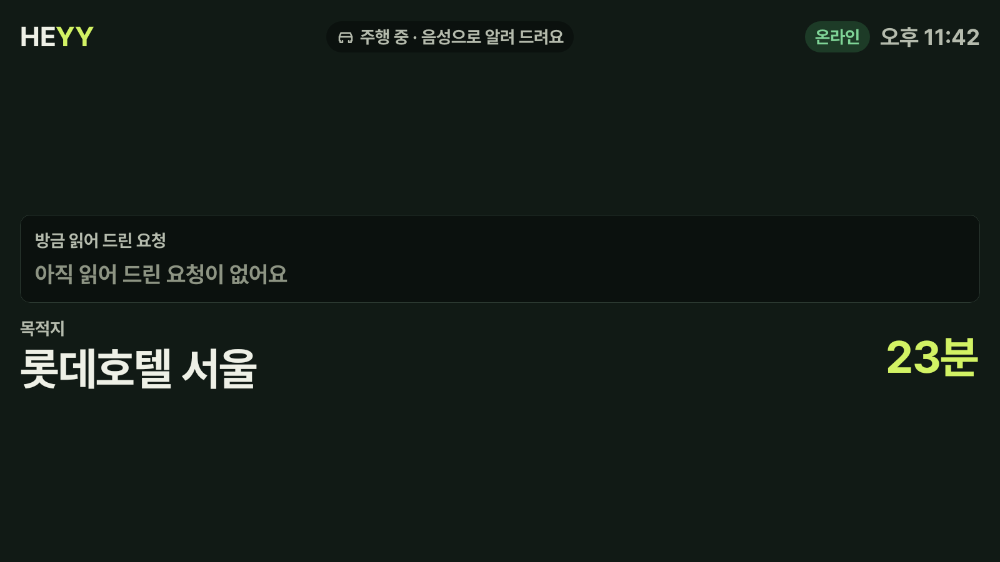 HEYY
주행 중 · 음성으로 알려 드려요
온라인
오후 11:42
방금 읽어 드린 요청
아직 읽어 드린 요청이 없어요
목적지
롯데호텔 서울
23분